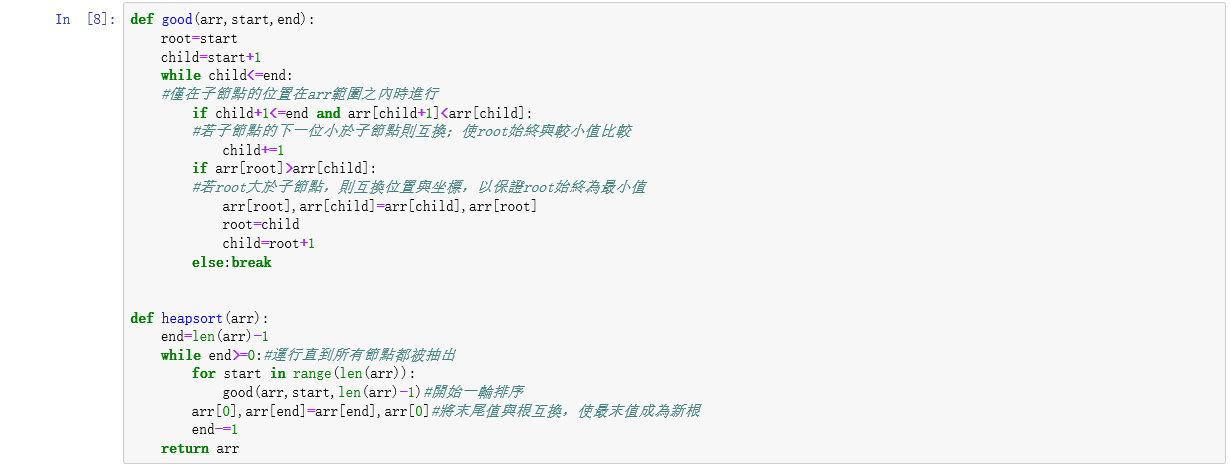 In [8]:
def good(arr,start,end):
    root=start
    child=start+1
    while child<=end:
    #僅在子節點的位置在arr範圍之內時進行
        if child+1<=end and arr[child+1]<arr[child]:
        #若子節點的下一位小於子節點則互換；使root始終與較小值比較
            child+=1
        if arr[root]>arr[child]:
        #若root大於子節點，則互換位置與坐標，以保證root始終為最小值
            arr[root],arr[child]=arr[child],arr[root]
            root=child
            child=root+1
        else:break
def heapsort(arr):
    end=len(arr)-1
    while end>=0:#運行直到所有節點都被抽出
        for start in range(len(arr)):
            good(arr,start,len(arr)-1)#開始一輪排序
        arr[0],arr[end]=arr[end],arr[0]#將末尾值與根互換，使最末值成為新根
        end-=1
    return arr